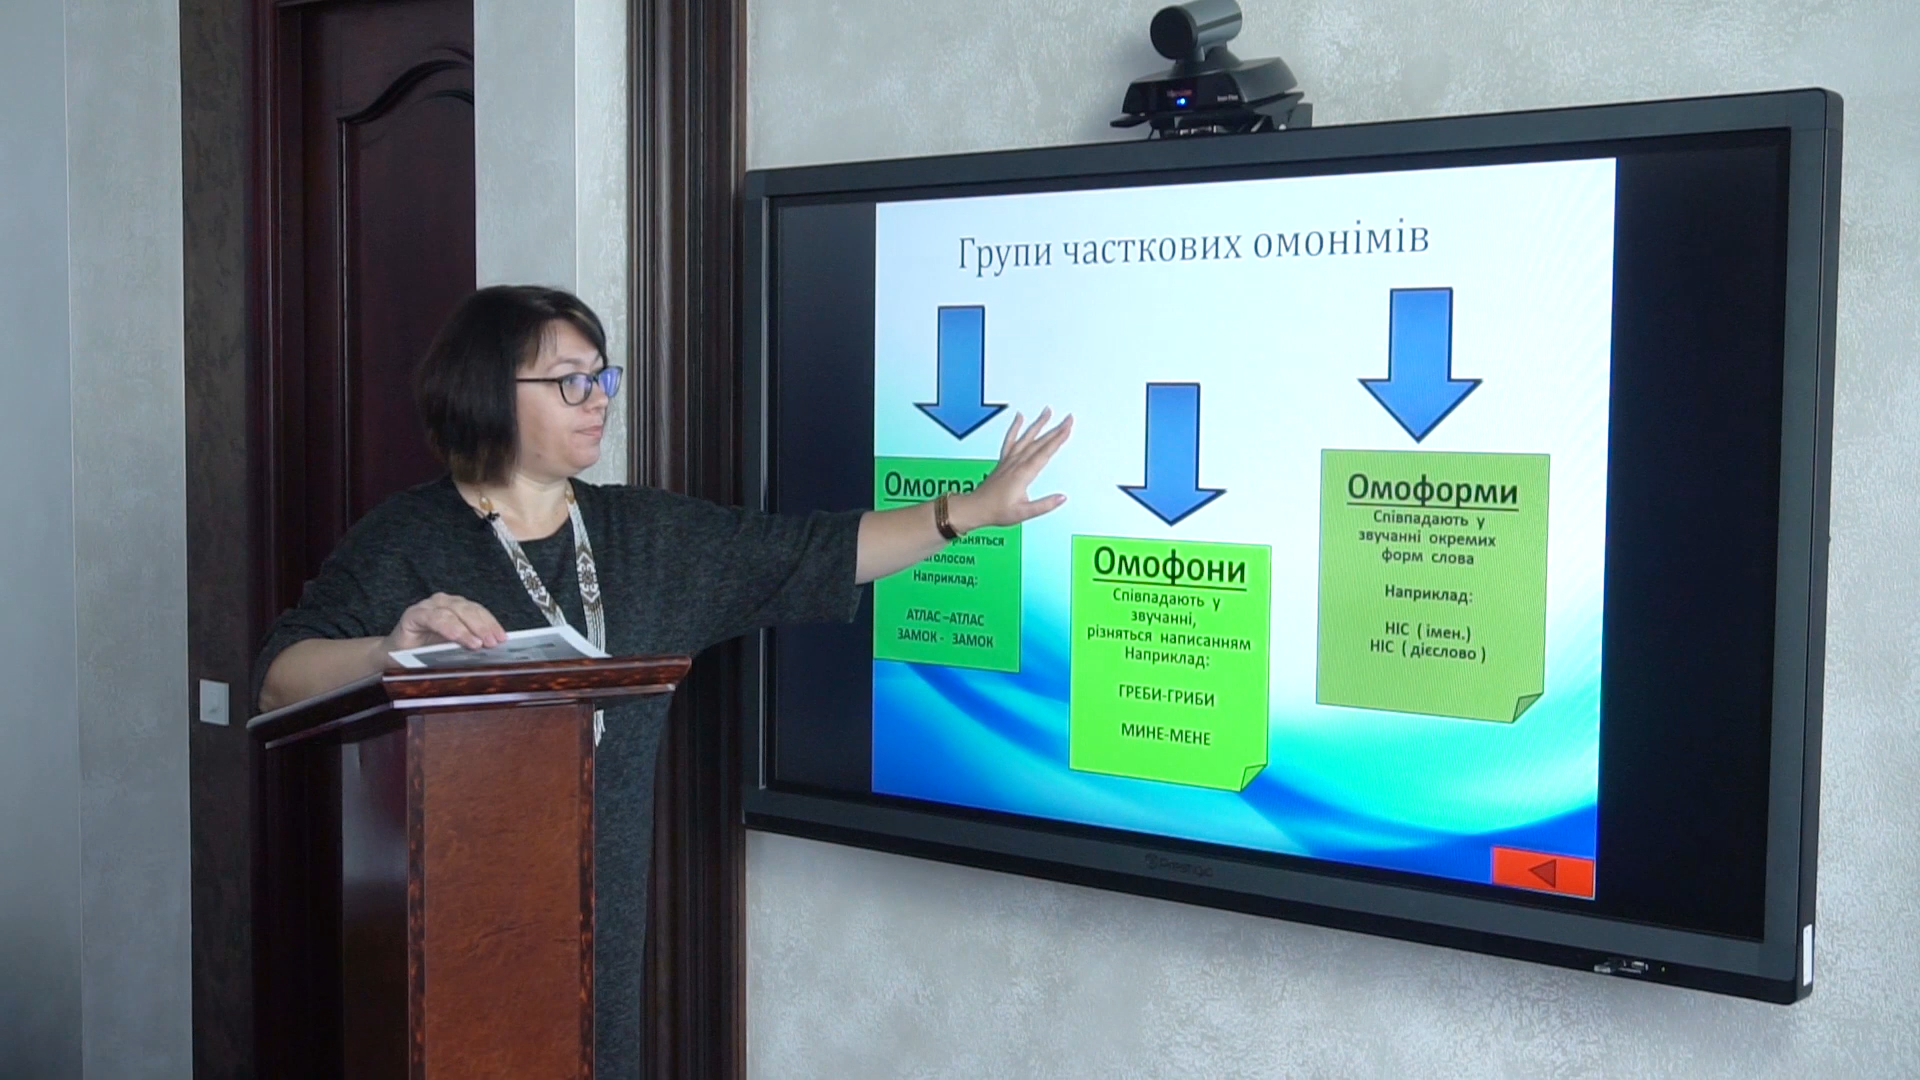 Групи часткових омонімів
Наприклад:
АТЛАС –АТЛАС
ЗАМОК - ЗАМОК
Омофони
Співпадають у
звучанні,
різняться написанням
Наприклад:
ГРЕБИ-ГРИБИ
МИНЕ-МЕНЕ
Омоформи
Співпадають у
звучанні окремих
форм слова
Наприклад:
НІС ( імен.)
НІС ( дієслово )
Prestigio